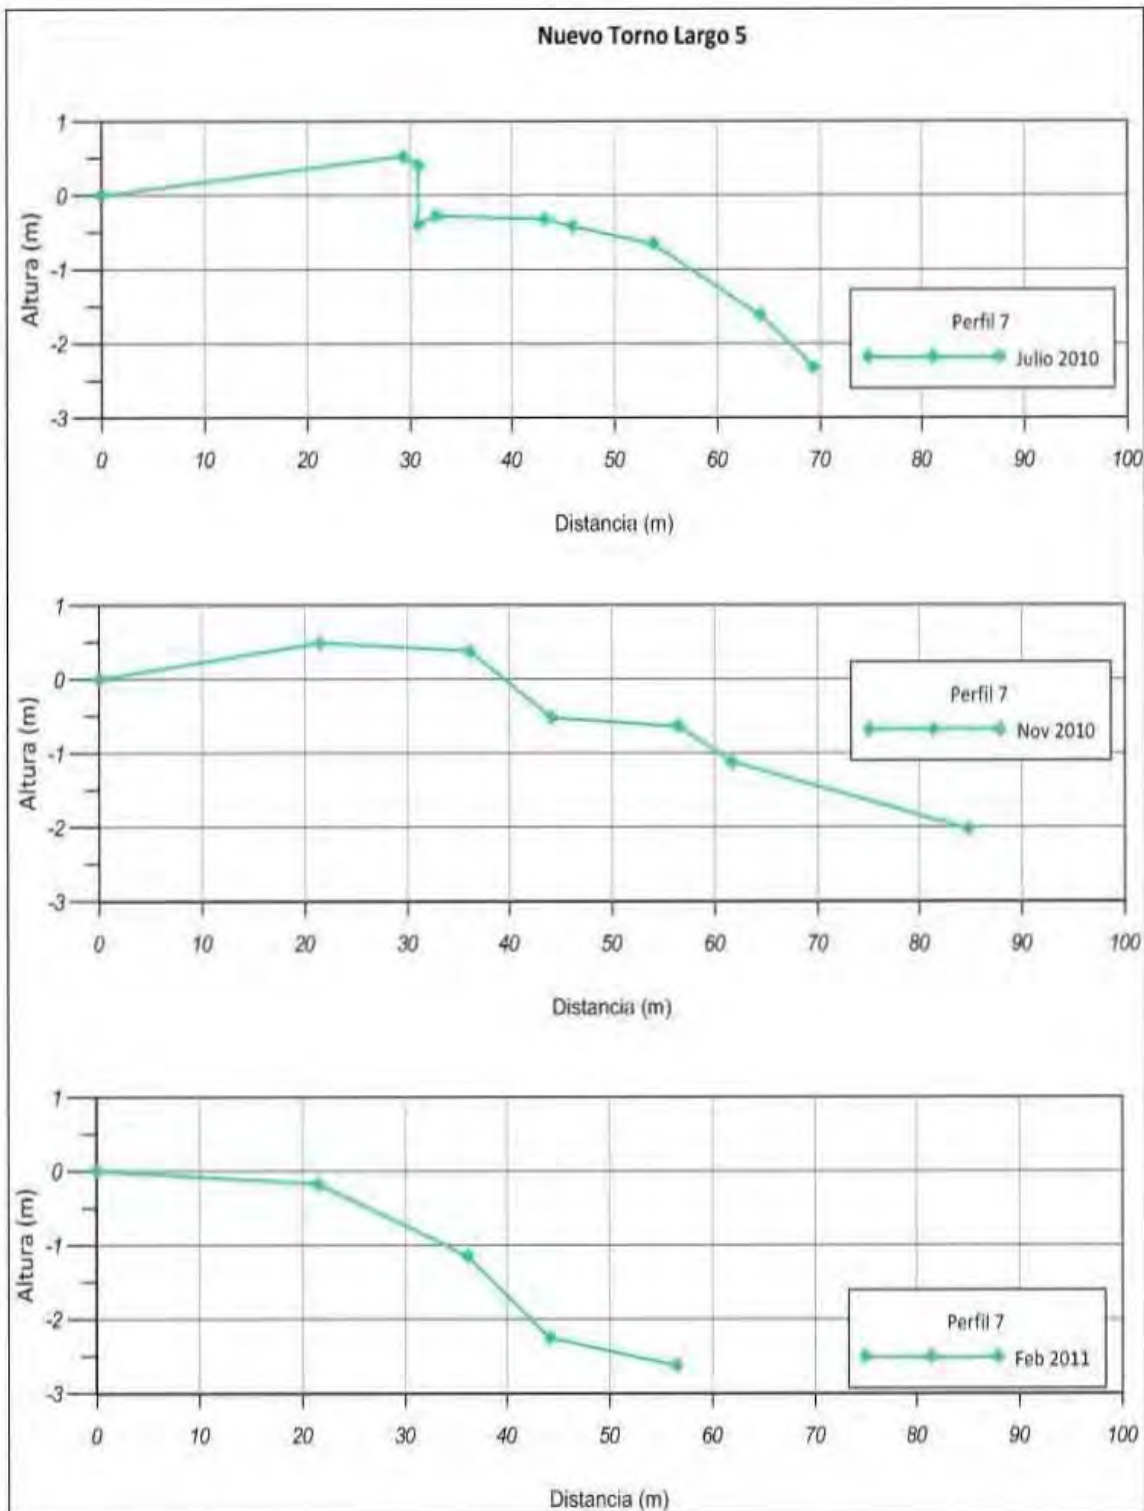 Nuevo Torno Largo 5
1
0
-1
-2
-3
Altura (m)
0 10 20 30 40 50 60 70 80 90 100
Distancia (m)
Perfil 7
Julio 2010
1
0
-1
-2
-3
Altura (m)
0 10 20 30 40 50 60 70 80 90 100
Distancia (m)
Perfil 7
Nov 2010
1
0
-1
-2
-3
Altura (m)
0 10 20 30 40 50 60 70 80 90 100
Distancia (m)
Perfil 7
Feb 2011